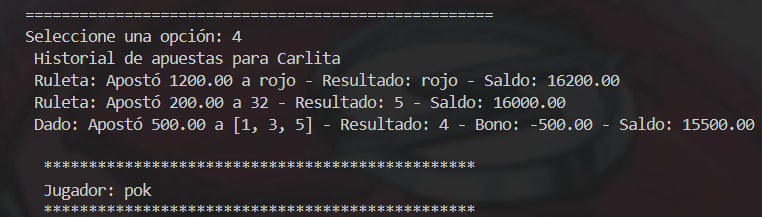 ====================================================
Seleccione una opción: 4
Historial de apuestas para Carlita
Ruleta: Apostó 1200.00 a rojo - Resultado: rojo - Saldo: 16200.00
Ruleta: Apostó 200.00 a 32 - Resultado: 5 - Saldo: 16000.00
Dado: Apostó 500.00 a [1, 3, 5] - Resultado: 4 - Bono: -500.00 - Saldo: 15500.00
************************************************
Jugador: pok
************************************************